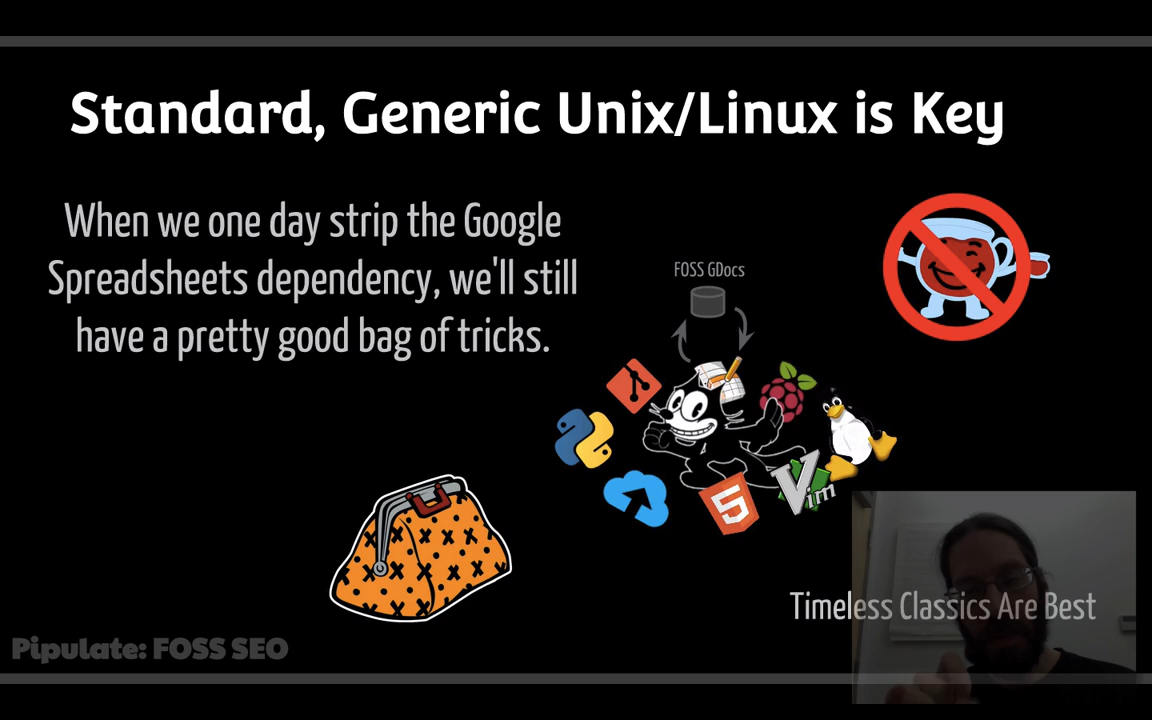 Standard, Generic Unix/Linux is Key
When we one day strip the Google
Spreadsheets dependency, we'll still
have a pretty good bag of tricks.
FOSS GDocs
5
Vim
Timeless Classics Are Best
Pipulate: FOSS SEO